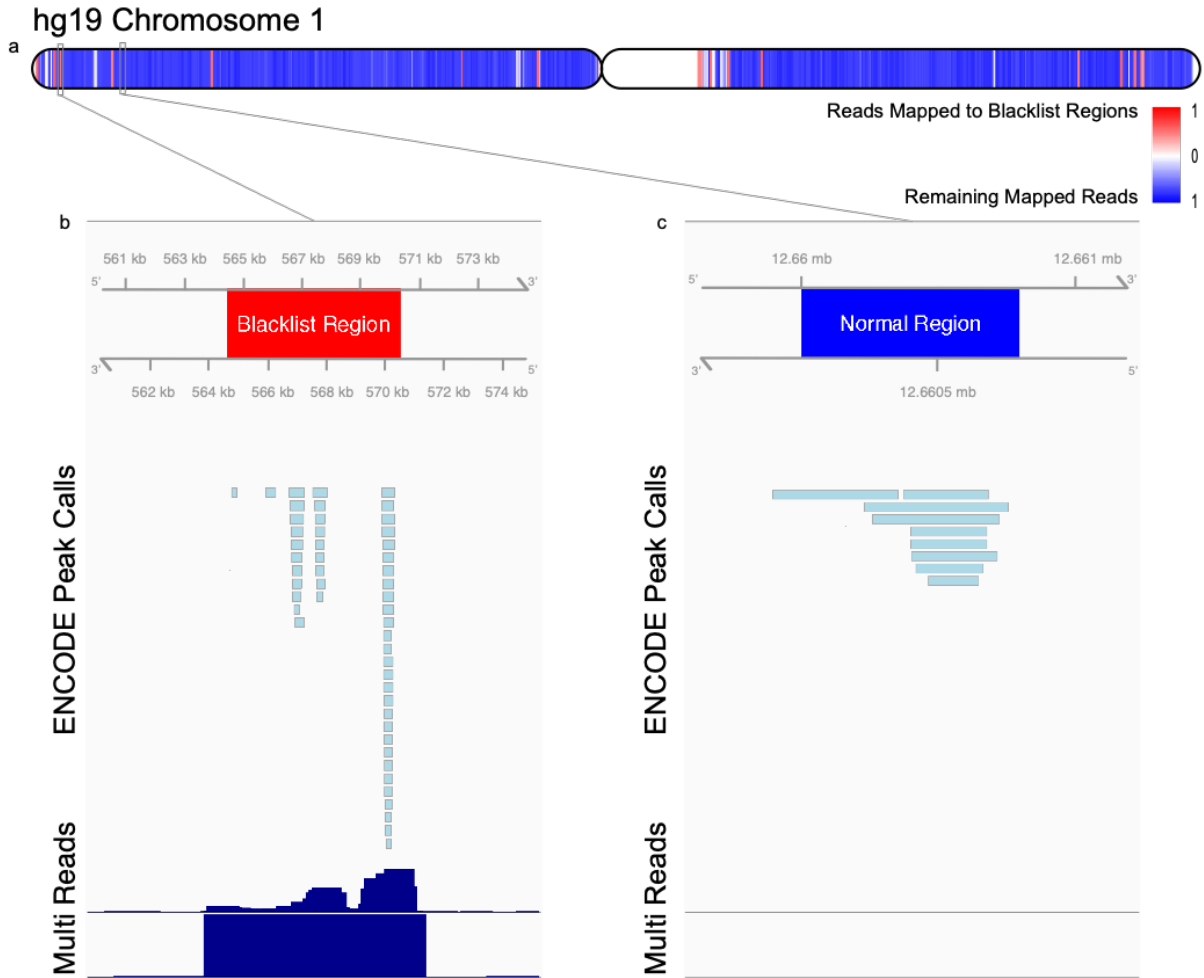 hg19 Chromosome 1
a
Reads Mapped to Blacklist Regions
1
0
Remaining Mapped Reads
1
b
561 kb 563 kb 565 kb 567 kb 569 kb 571 kb 573 kb
5' 3'
Blacklist Region
3' 5'
562 kb 564 kb 566 kb 568 kb 570 kb 572 kb 574 kb
ENCODE Peak Calls
Multi Reads
c
12.66 mb 12.661 mb
5' 3'
Normal Region
3' 5'
12.6605 mb
ENCODE Peak Calls
Multi Reads